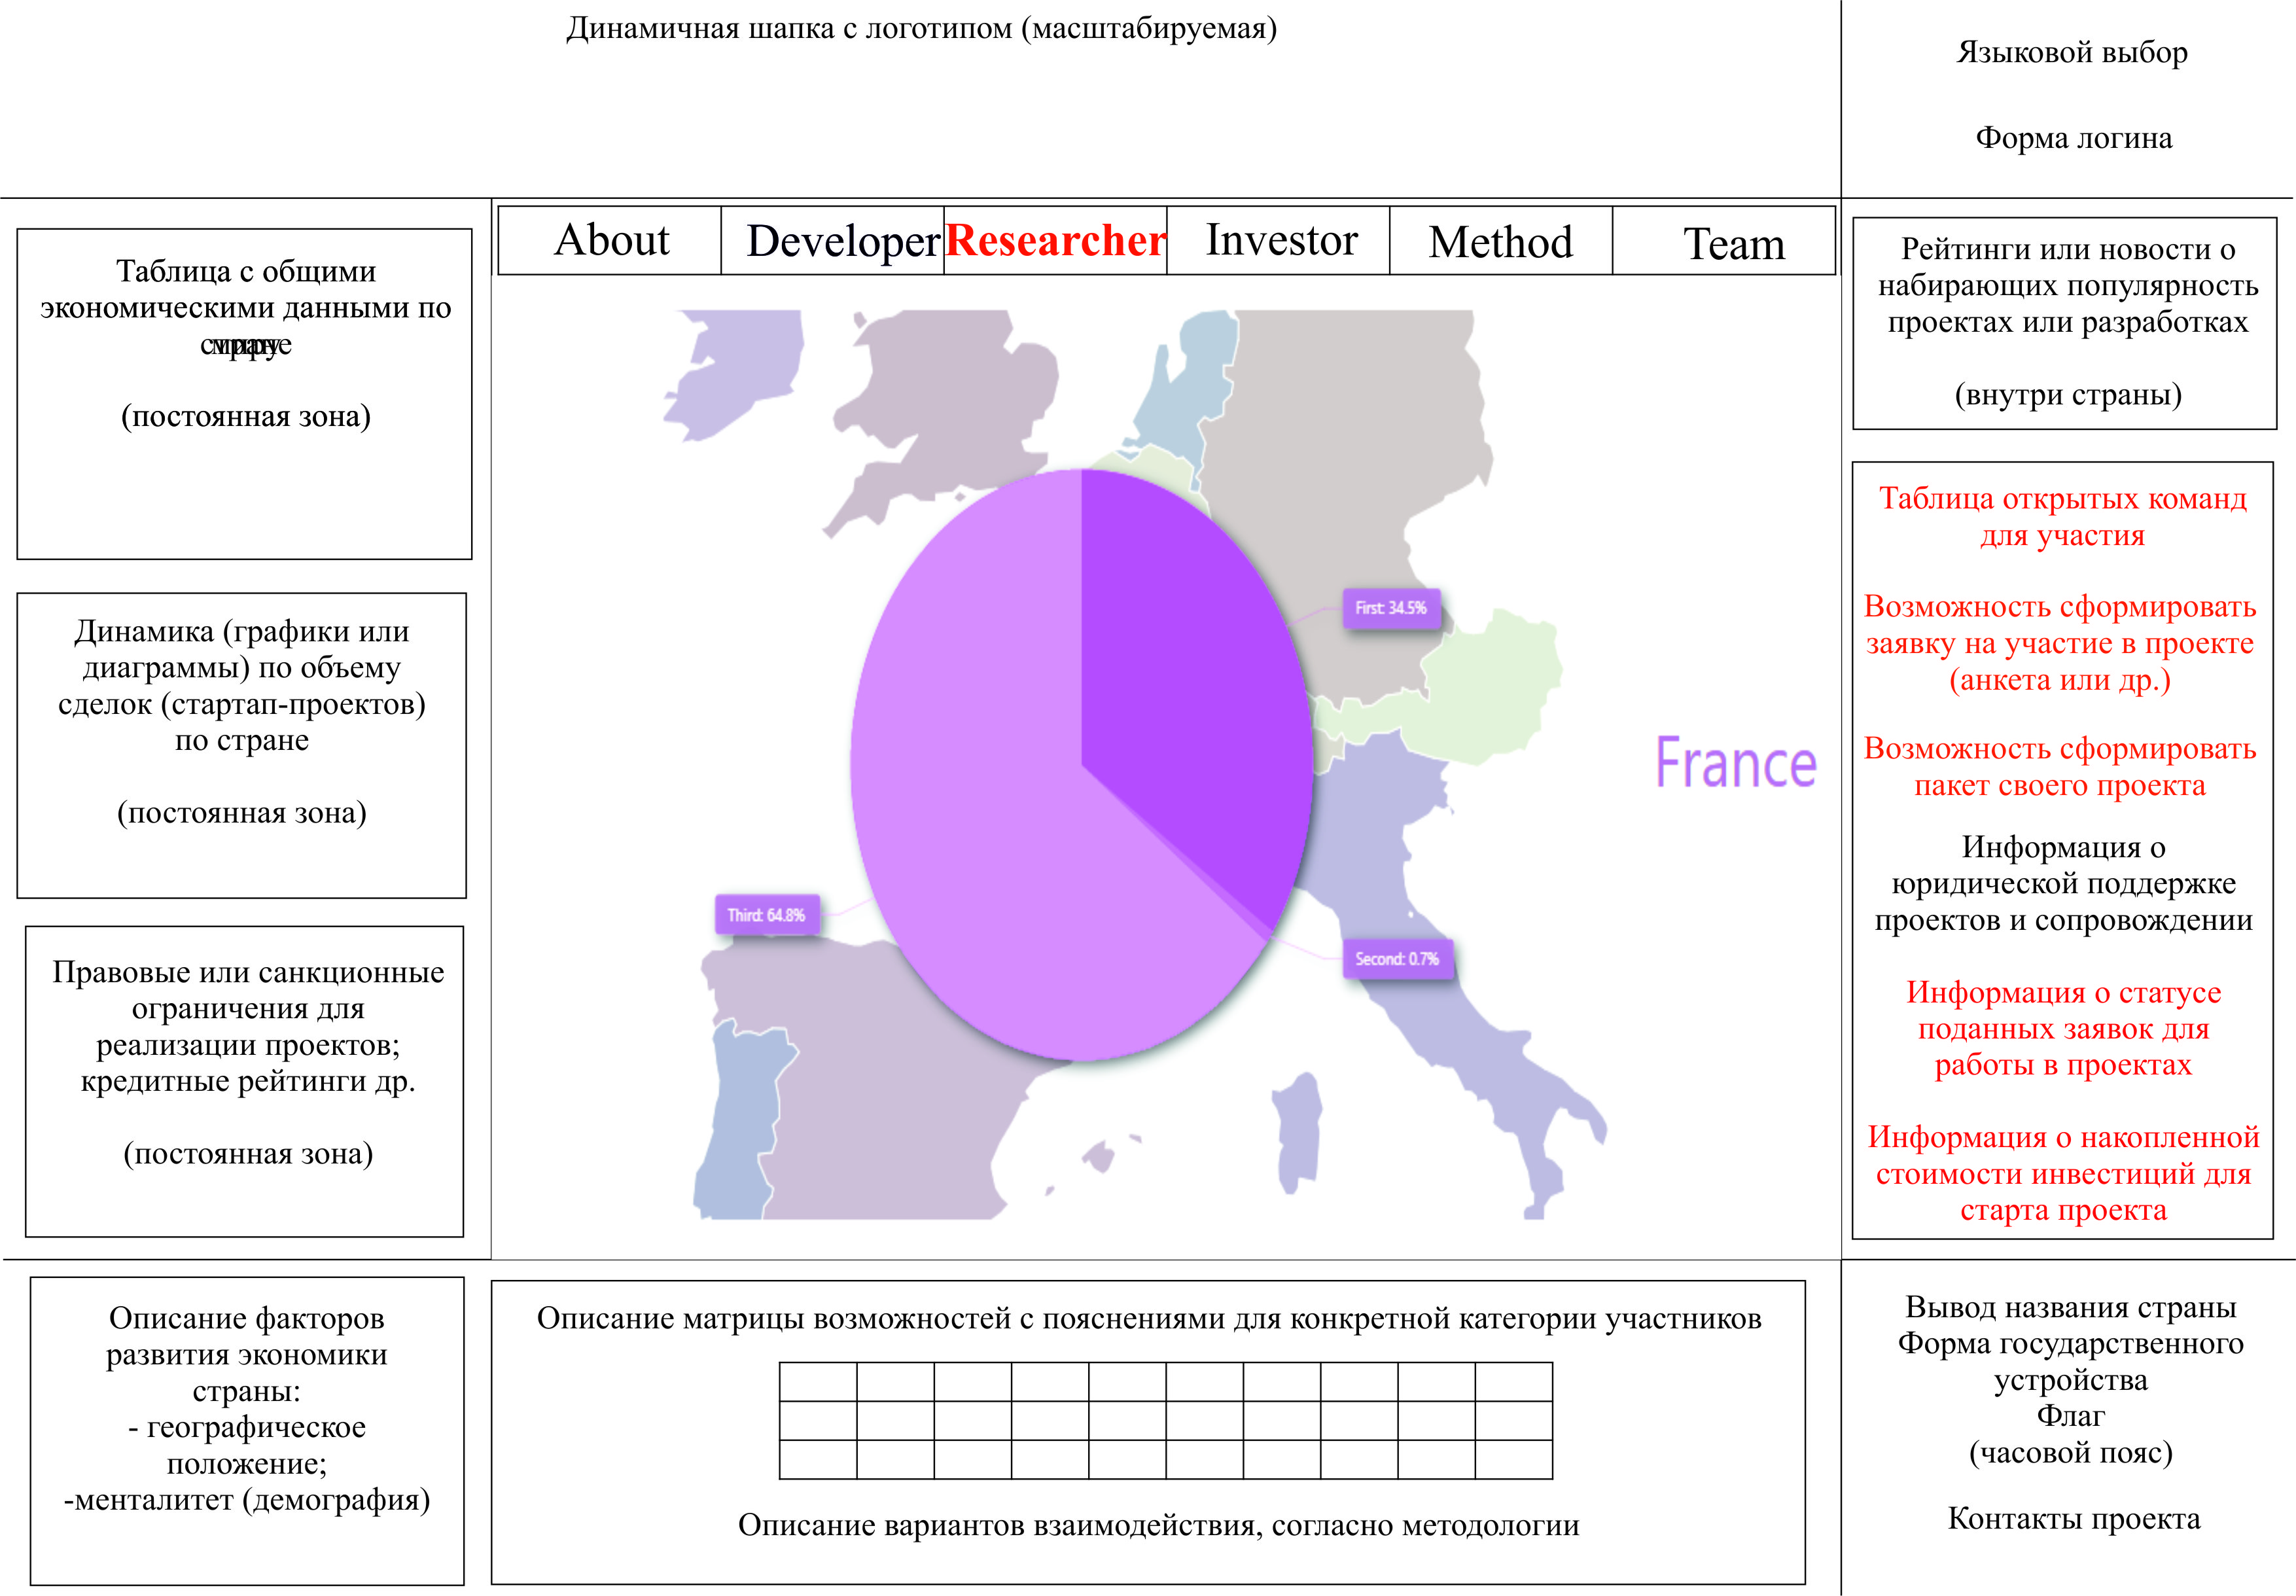 Динамичная шапка с логотипом (масштабируемая)
Языковой выбор
Форма логина
About
Developer
Researcher
Investor
Method
Team
Таблица с общими
экономическими данными по
(постоянная зона)
Динамика (графики или
диаграммы) по объему
сделок (стартап-проектов)
по стране
(постоянная зона)
Правовые или санкционные
ограничения для
реализации проектов;
кредитные рейтинги др.
(постоянная зона)
First: 34.5%
France
Third: 64.8%
Second: 0.7%
Рейтинги или новости о
набирающих популярность
проектах или разработках
(внутри страны)
Таблица открытых команд
для участия
Возможность сформировать
заявку на участие в проекте
(анкета или др.)
Возможность сформировать
пакет своего проекта
Информация о
юридической поддержке
проектов и сопровождении
Информация о статусе
поданных заявок для
работы в проектах
Информация о накопленной
стоимости инвестиций для
старта проекта
Описание факторов
развития экономики
страны:
- географическое
положение;
-менталитет (демография)
Описание матрицы возможностей с пояснениями для конкретной категории участников
Описание вариантов взаимодействия, согласно методологии
Вывод названия страны
Форма государственного
устройства
Флаг
(часовой пояс)
Контакты проекта